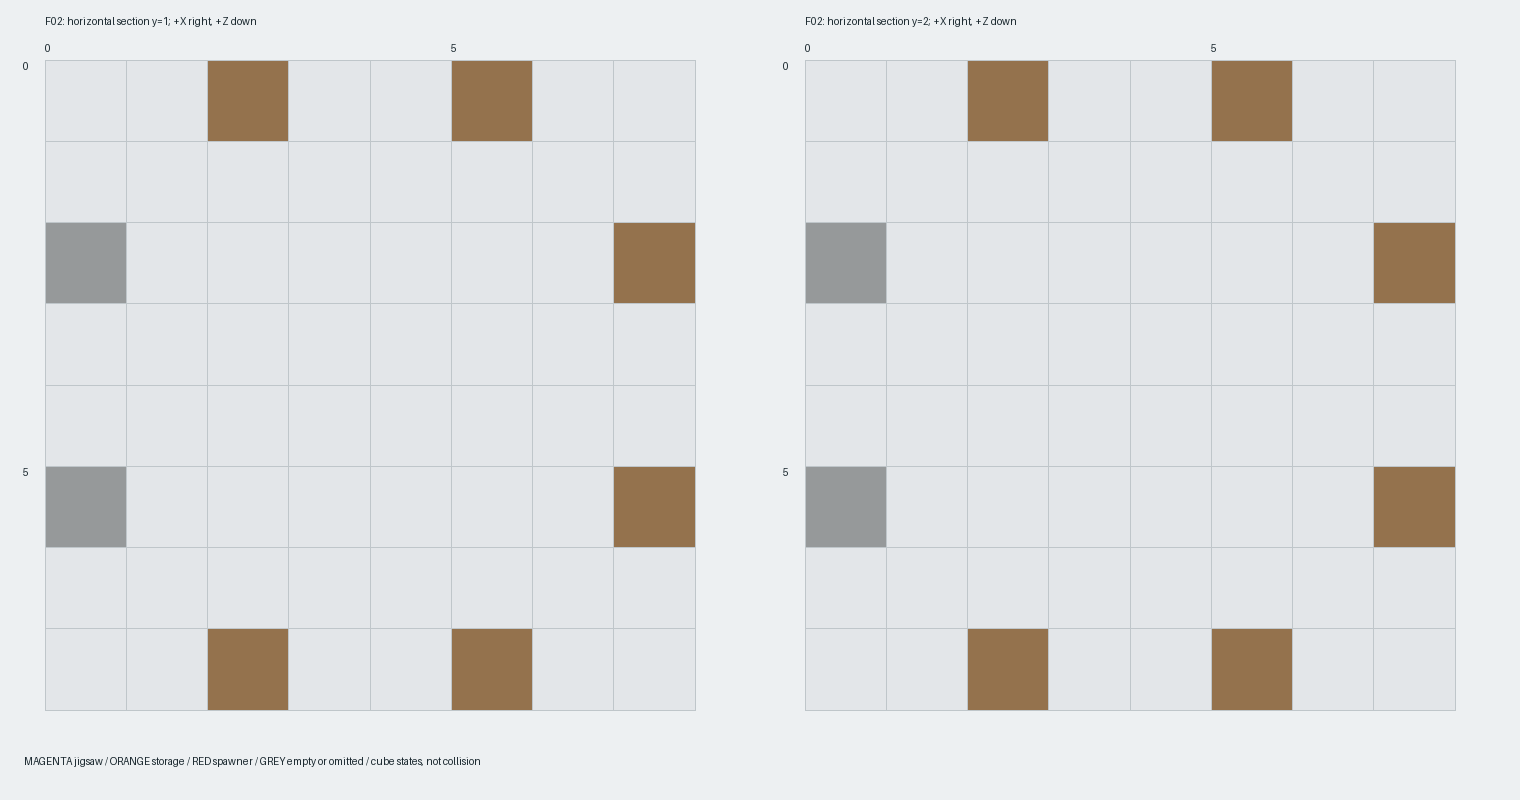 F02: horizontal section y=1; +X right, +Z down
F02: horizontal section y=2; +X right, +Z down
0 5
0 5
0
0
5
5
MAGENTA jigsaw / ORANGE storage / RED spawner / GREY empty or omitted / cube states, not collision